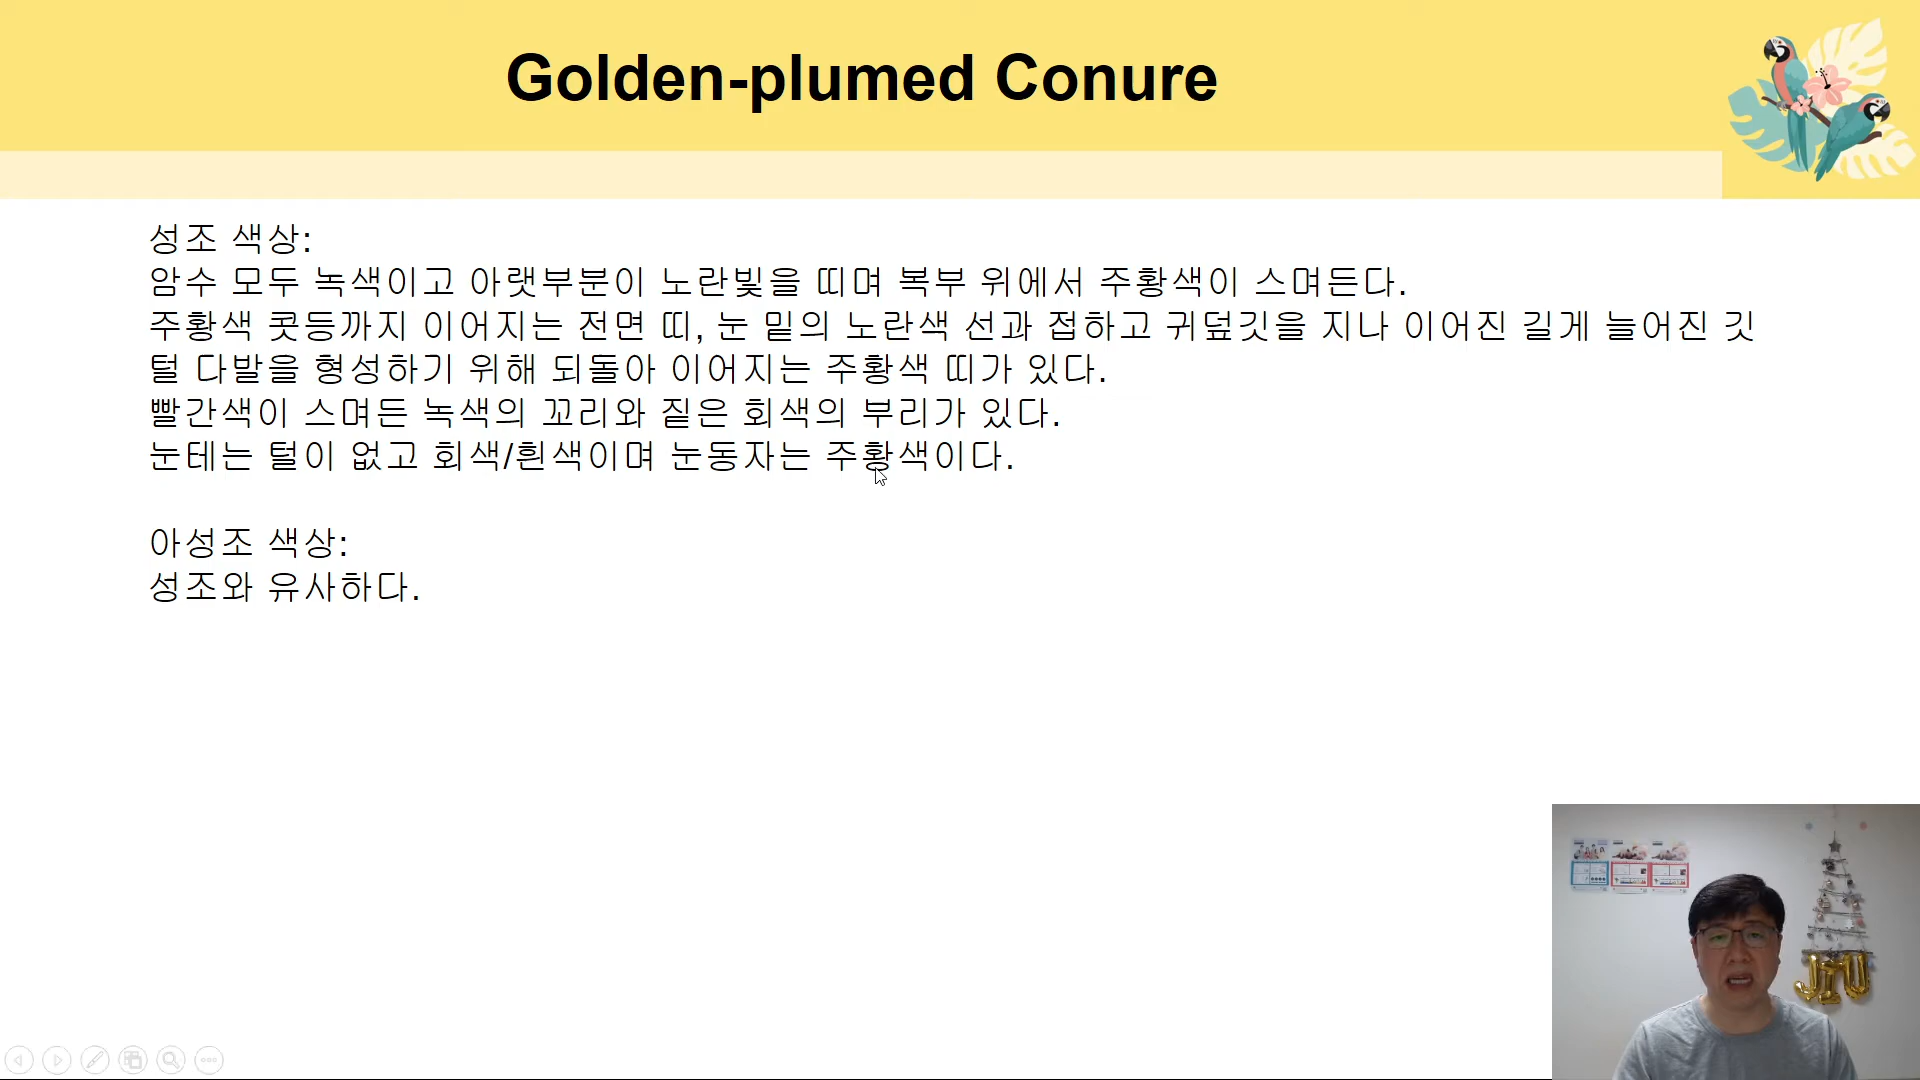 Golden-plumed Conure
성조 색상:
암수 모두 녹색이고 아랫부분이 노란빛을 띠며 복부 위에서 주황색이 스며든다.
주황색 콧등까지 이어지는 전면 띠, 눈 밑의 노란색 선과 접하고 귀덮깃을 지나 이어진 길게 늘어진 깃
털 다발을 형성하기 위해 되돌아 이어지는 주황색 띠가 있다.
빨간색이 스며든 녹색의 꼬리와 짙은 회색의 부리가 있다.
눈테는 털이 없고 회색/흰색이며 눈동자는 주황색이다.
아성조 색상:
성조와 유사하다.